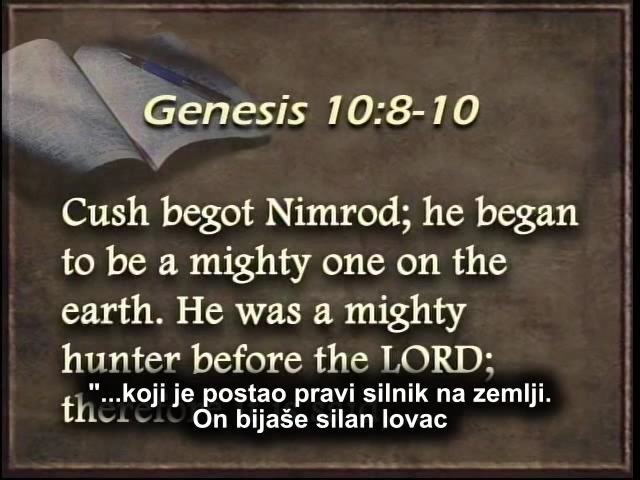 Genesis 10:8-10
Cush begot Nimrod; he began
to be a mighty one on the
earth. He was a mighty
hunter before the LORD;
"...koji je postao pravi silnik na zemlji.
On bijaše silan lovac